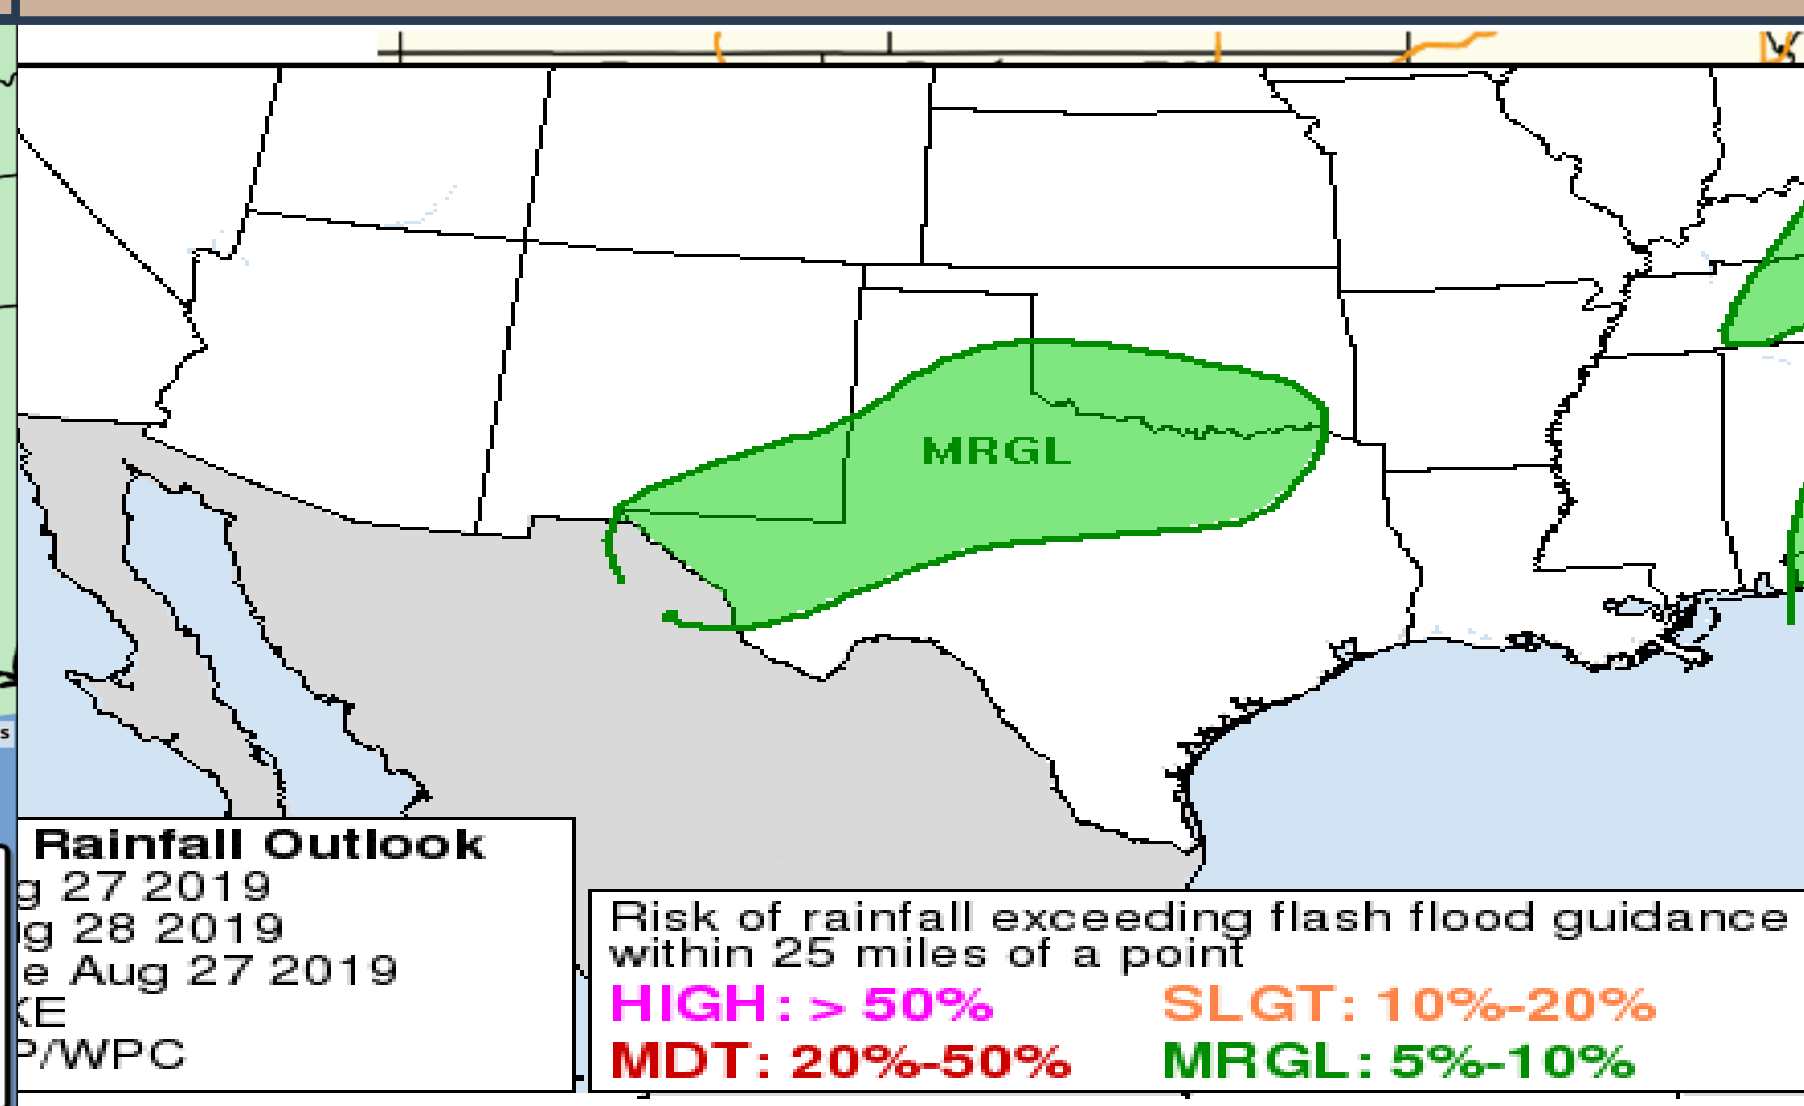 MRGL
s
Rainfall Outlook
g 27 2019
g 28 2019
e Aug 27 2019
KE
P/WPC
Risk of rainfall exceeding flash flood guidance
within 25 miles of a point
HIGH: > 50% SLGT: 10%-20%
MDT: 20%-50% MRGL: 5%-10%